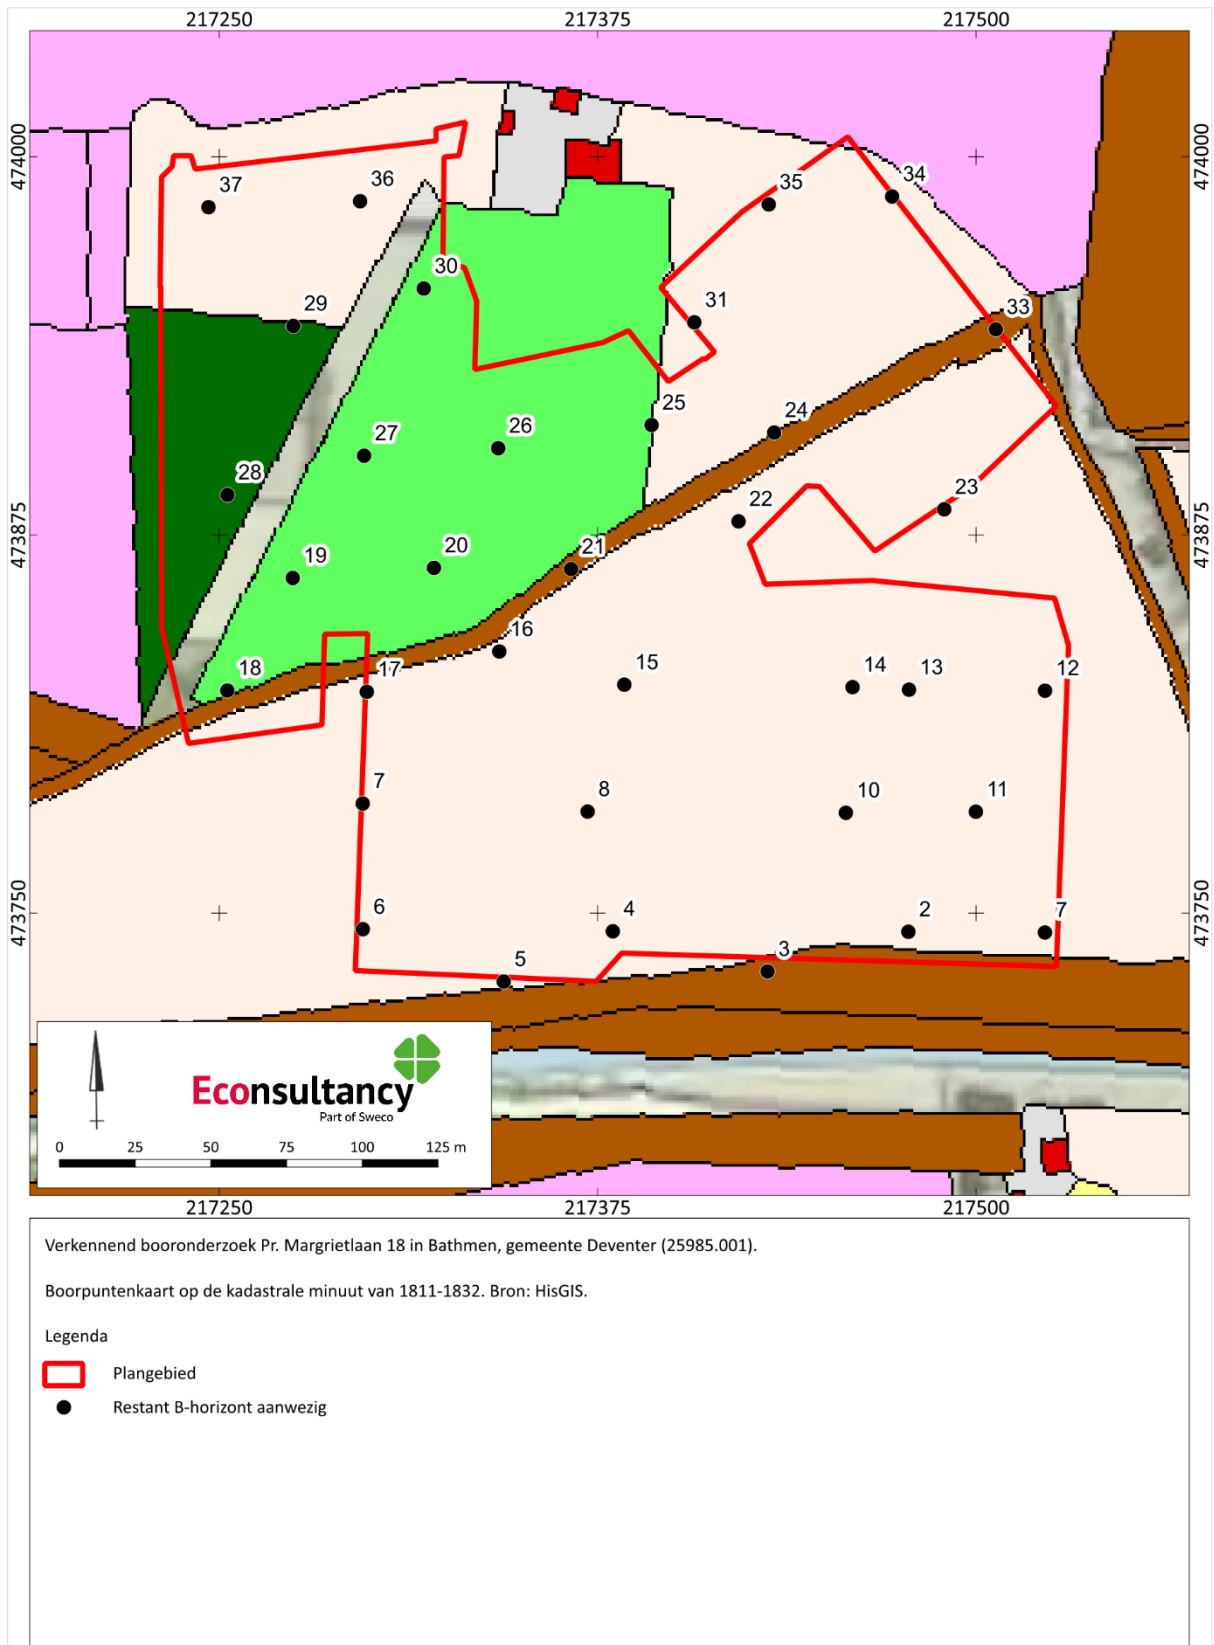 217250 217375 217500
474000 474000
37 36 35 34
30
29 31 33
25 24
27 26
28 22 23
473875 473875
19 20 21
16
18 17 15 14 13 12
7 8 10 11
473750 473750
6 4 2 7
5 3
Econsultancy
Part of Sweco
0 25 50 75 100 125 m
217250 217375 217500
Verkennend booronderzoek Pr. Margrietlaan 18 in Bathmen, gemeente Deventer (25985.001).
Boorpuntenkaart op de kadastrale minuut van 1811-1832. Bron: HisGIS.
Legenda
Plangebied
Restant B-horizont aanwezig